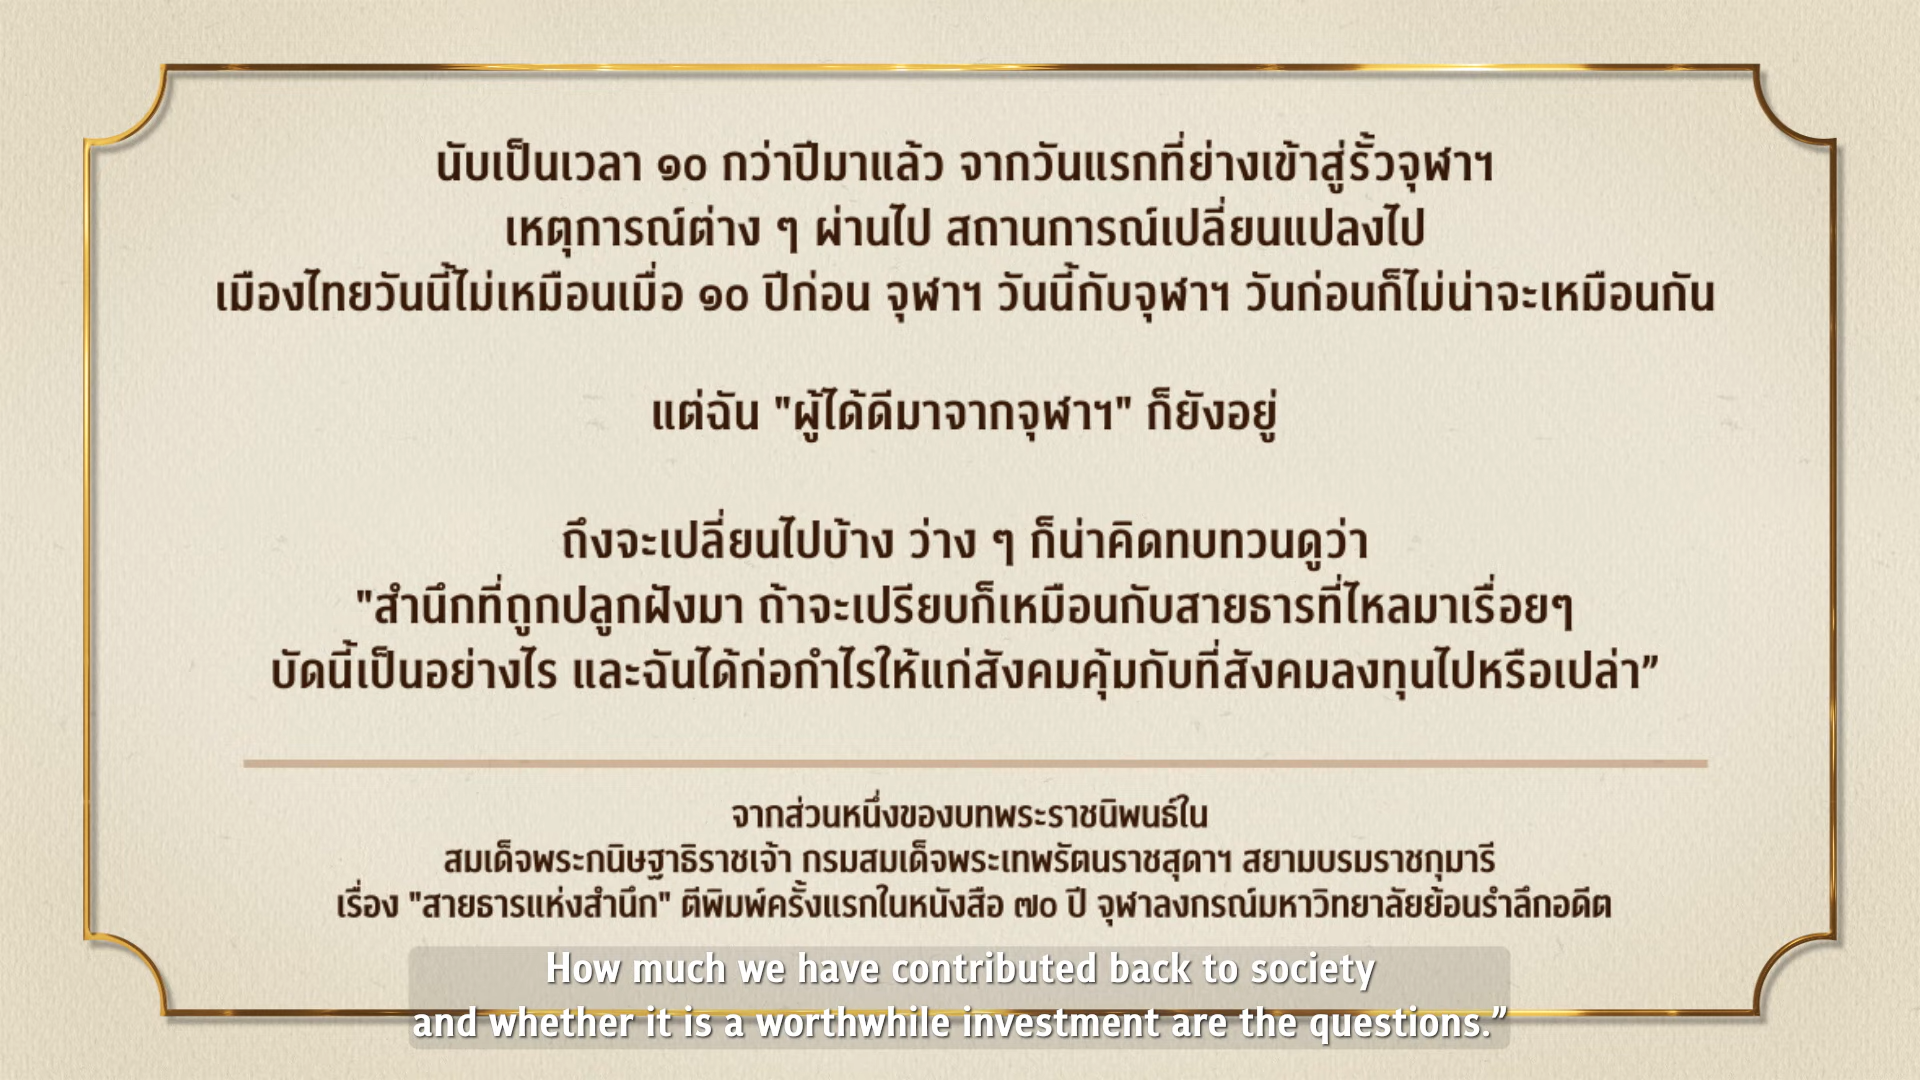 นับเป็นเวลา ๑๐ กว่าปีมาแล้ว จากวันแรกที่ย่างเข้าสู่รั้วจุฬาฯ
เหตุการณ์ต่าง ๆ ผ่านไป สถานการณ์เปลี่ยนแปลงไป
เมืองไทยวันนี้ไม่เหมือนเมื่อ ๑๐ ปีก่อน จุฬาฯ วันนี้กับจุฬาฯ วันก่อนก็ไม่น่าจะเหมือนกัน
แต่ฉัน "ผู้ได้ดีมาจากจุฬาฯ" ก็ยังอยู่
ถึงจะเปลี่ยนไปบ้าง ว่าง ๆ ก็น่าคิดทบทวนดูว่า
"สำนึกที่ถูกปลูกฝังมา ถ้าจะเปรียบก็เหมือนกับสายธารที่ไหลมาเรื่อยๆ
บัดนี้เป็นอย่างไร และฉันได้ก่อกำไรให้แก่สังคมคุ้มกับที่สังคมลงทุนไปหรือเปล่า”
จากส่วนหนึ่งของบทพระราชนิพนธ์ใน
สมเด็จพระกนิษฐาธิราชเจ้า กรมสมเด็จพระเทพรัตนราชสุดาฯ สยามบรมราชกุมารี
เรื่อง "สายธารแห่งสำนึก" ตีพิมพ์ครั้งแรกในหนังสือ ๗๐ ปี จุฬาลงกรณ์มหาวิทยาลัยย้อนรำลึกอดีต
How much we have contributed back to society
and whether it is a worthwhile investment are the questions.”